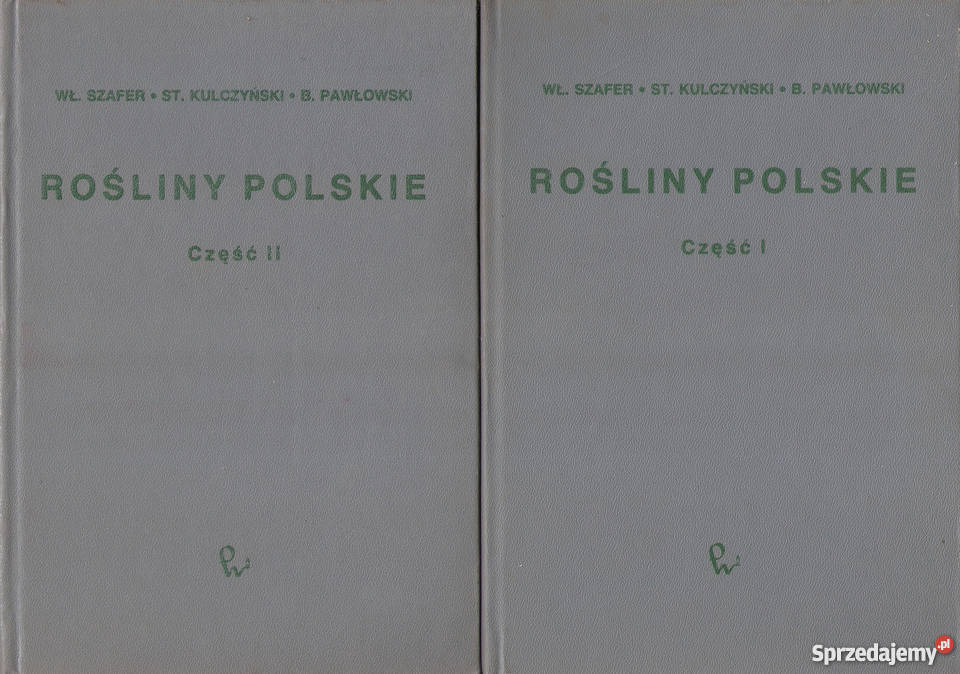 WŁ. SZAFER • ST. KULCZYŃSKI • B. PAWŁOWSKI
ROŚLINY POLSKIE
Część II
WŁ. SZAFER • ST. KULCZYŃSKI • B. PAWŁOWSKI
ROŚLINY POLSKIE
Część I
Sprzedajemy.pl